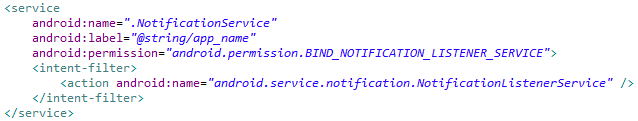 <service
    android:name=".NotificationService"
    android:label="@string/app_name"
    android:permission="android.permission.BIND_NOTIFICATION_LISTENER_SERVICE">
    <intent-filter>
        <action android:name="android.service.notification.NotificationListenerService" />
    </intent-filter>
</service>